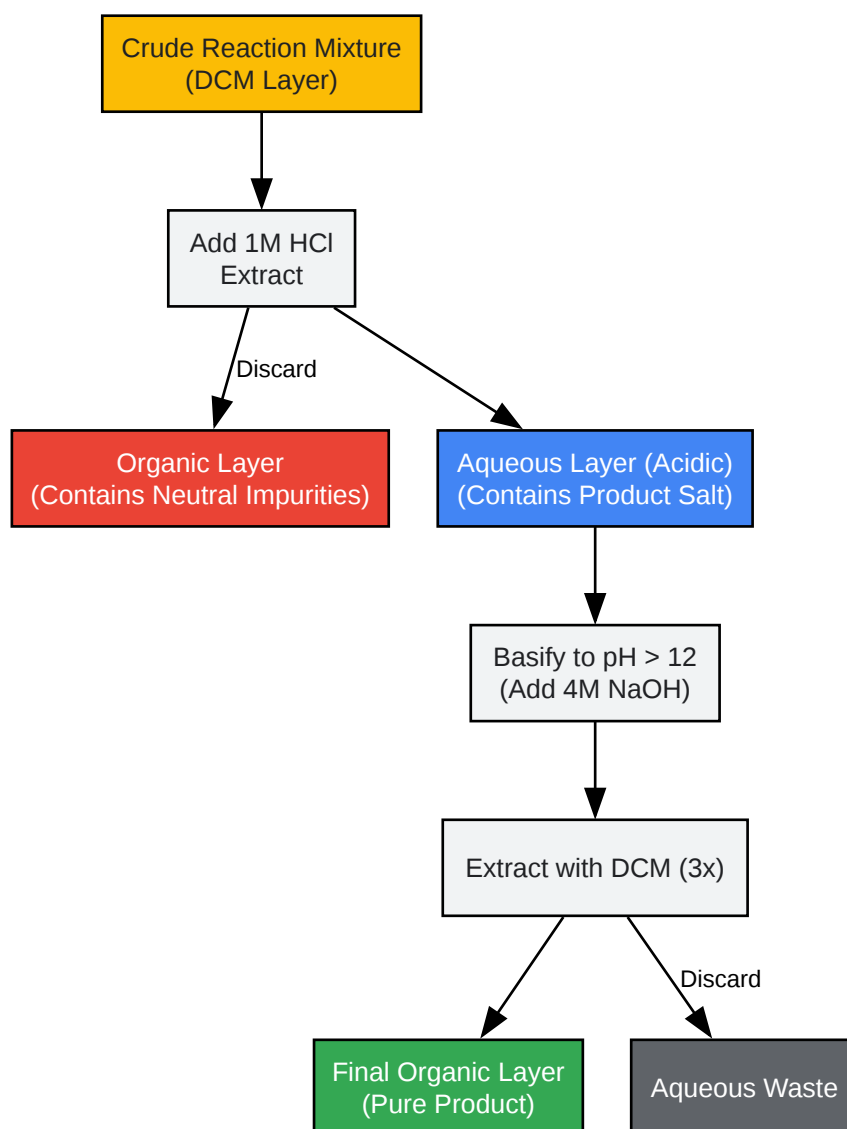 Crude Reaction Mixture
(DCM Layer)
Add 1M HCl
Extract
Discard
Organic Layer
(Contains Neutral Impurities)
Aqueous Layer (Acidic)
(Contains Product Salt)
Basify to pH > 12
(Add 4M NaOH)
Extract with DCM (3x)
Discard
Final Organic Layer
(Pure Product)
Aqueous Waste